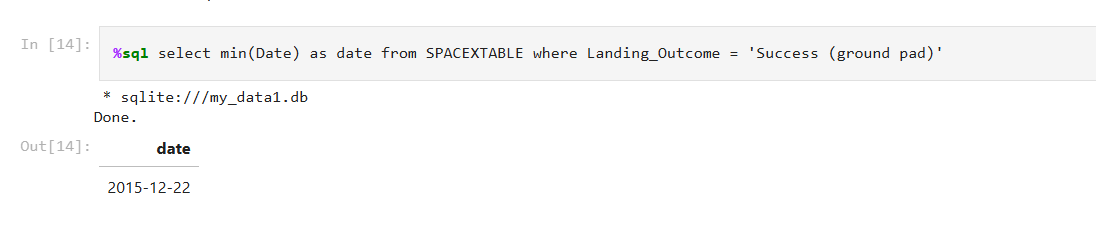 In [14]:
%sql select min(Date) as date from SPACEXTABLE where Landing_Outcome = 'Success (ground pad)'
* sqlite:///my_data1.db
Done.
Out[14]:
date
2015-12-22